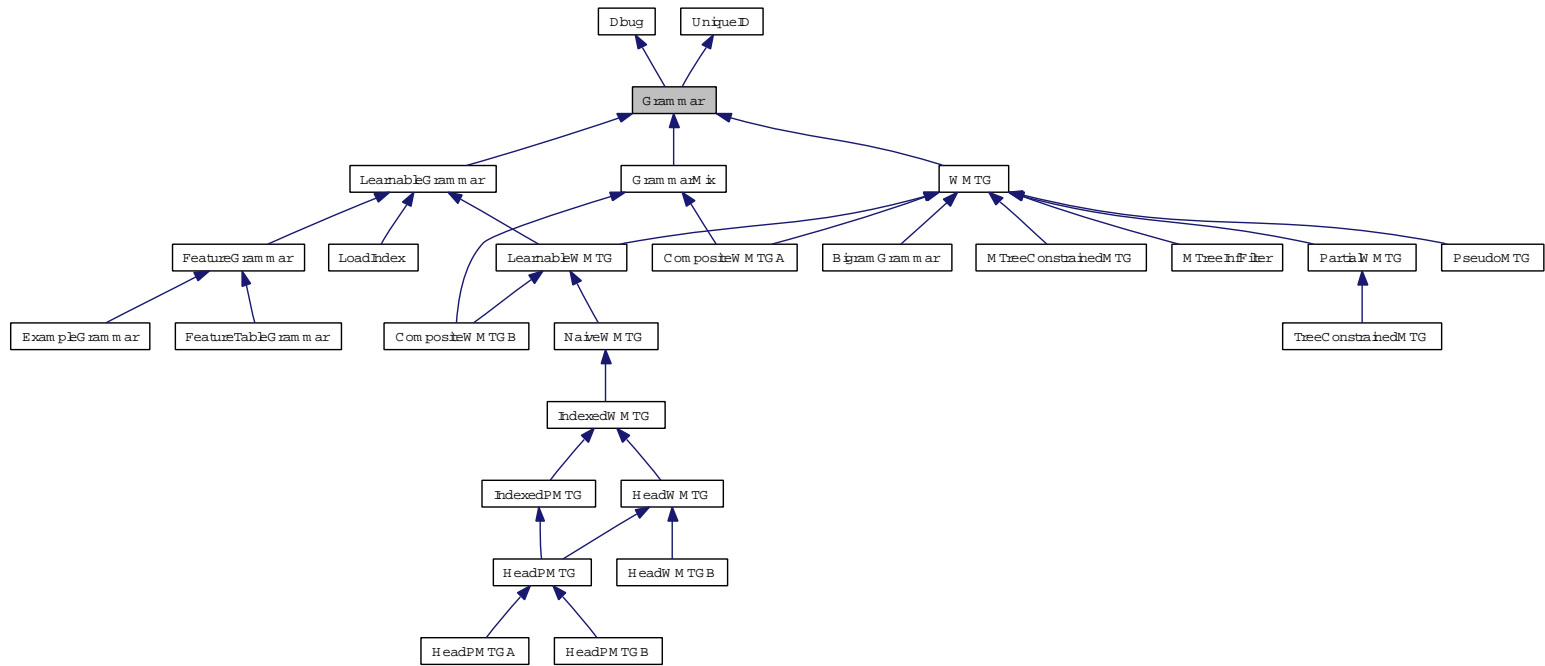 Dbug
UniqueID
Grammar
LearnableGrammar
GrammarMix
WMTG
FeatureGrammar
LoadIndex
LearnableWMTG
CompositeWMTGA
BigramGrammar
MTreeConstrainedMTG
MTreeInfFilter
PartialWMTG
PseudoMTG
ExampleGrammar
FeatureTableGrammar
CompositeWMTGB
NaiveWMTG
TreeConstrainedMTG
IndexedWMTG
IndexedPMTG
HeadWMTG
HeadPMTG
HeadWMTGB
HeadPMTGA
HeadPMTGB